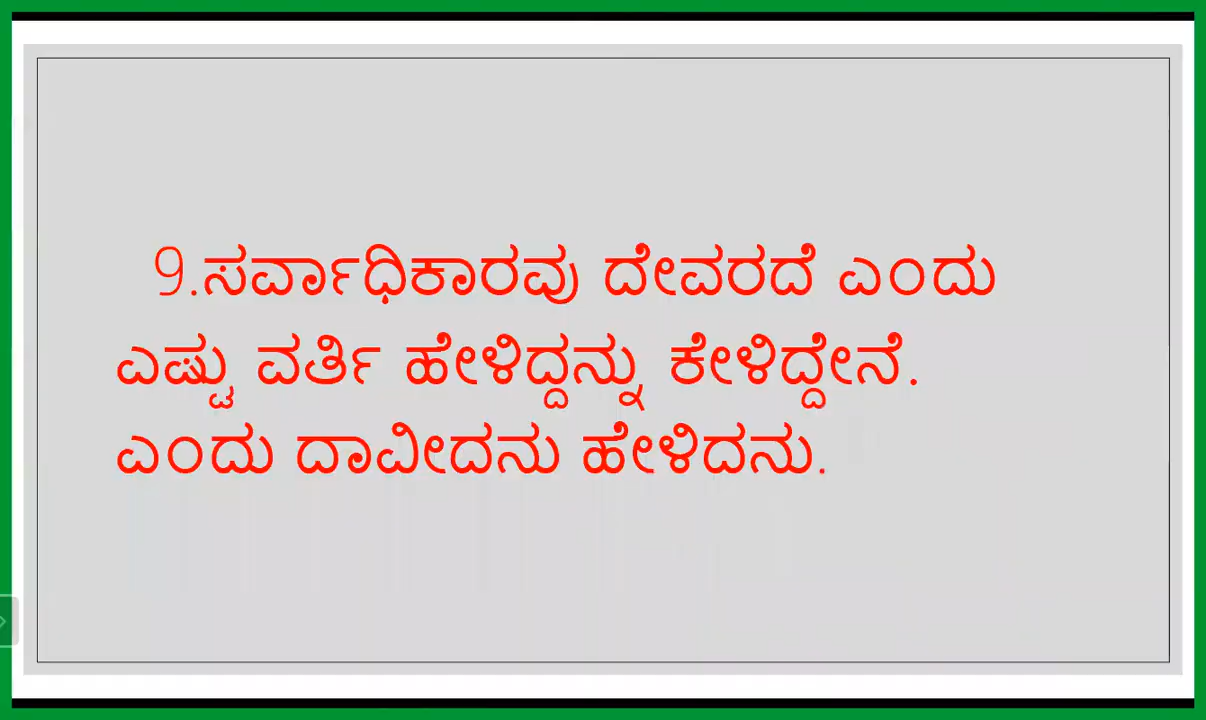 9.ಸರ್ವಾಧಿಕಾರವು ದೇವರದೆ ಎಂದು
ಎಷ್ಟು ವರ್ತಿ ಹೇಳಿದ್ದನ್ನು ಕೇಳಿದ್ದೇನೆ.
ಎಂದು ದಾವೀದನು ಹೇಳಿದನು.